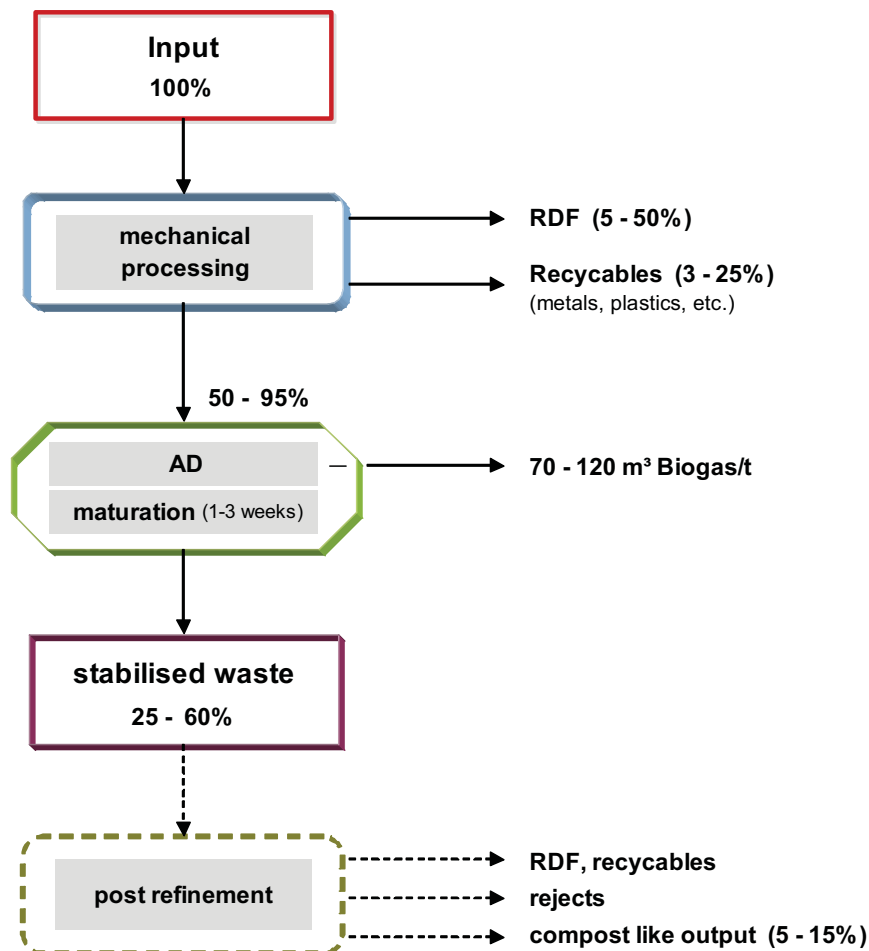 Input
100%
mechanical
processing
RDF (5 - 50%)
Recycables (3 - 25%)
(metals, plastics, etc.)
50 - 95%
AD
70 - 120 m³ Biogas/t
maturation (1-3 weeks)
stabilised waste
25 - 60%
post refinement
RDF, recycables
rejects
compost like output (5 - 15%)